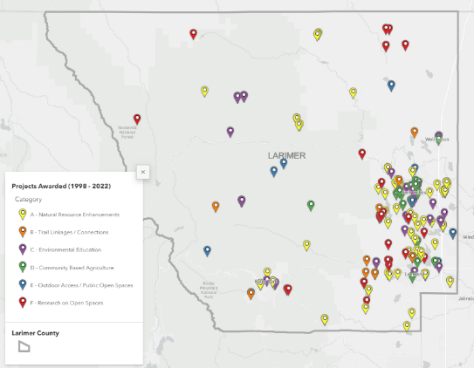 LARIMER
Projects Awarded (1998 - 2022)
Category
A - Natural Resource Enhancements
B - Trail Linkages / Connections
C - Environmental Education
D - Community Based Agriculture
E - Outdoor Access / Public Open Spaces
F - Research on Open Spaces
Larimer County